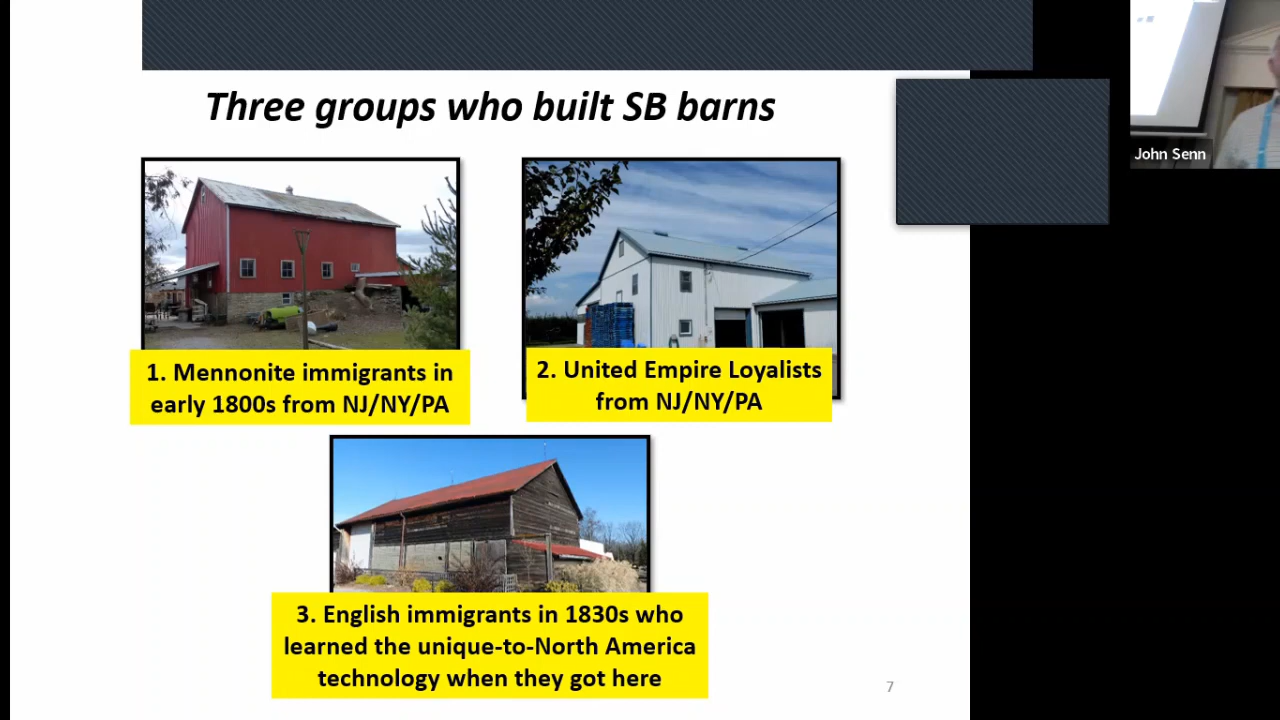 Three groups who built SB barns
John Senn
1. Mennonite immigrants in
early 1800s from NJ/NY/PA
2. United Empire Loyalists
from NJ/NY/PA
3. English immigrants in 1830s who
learned the unique-to-North America
technology when they got here
7